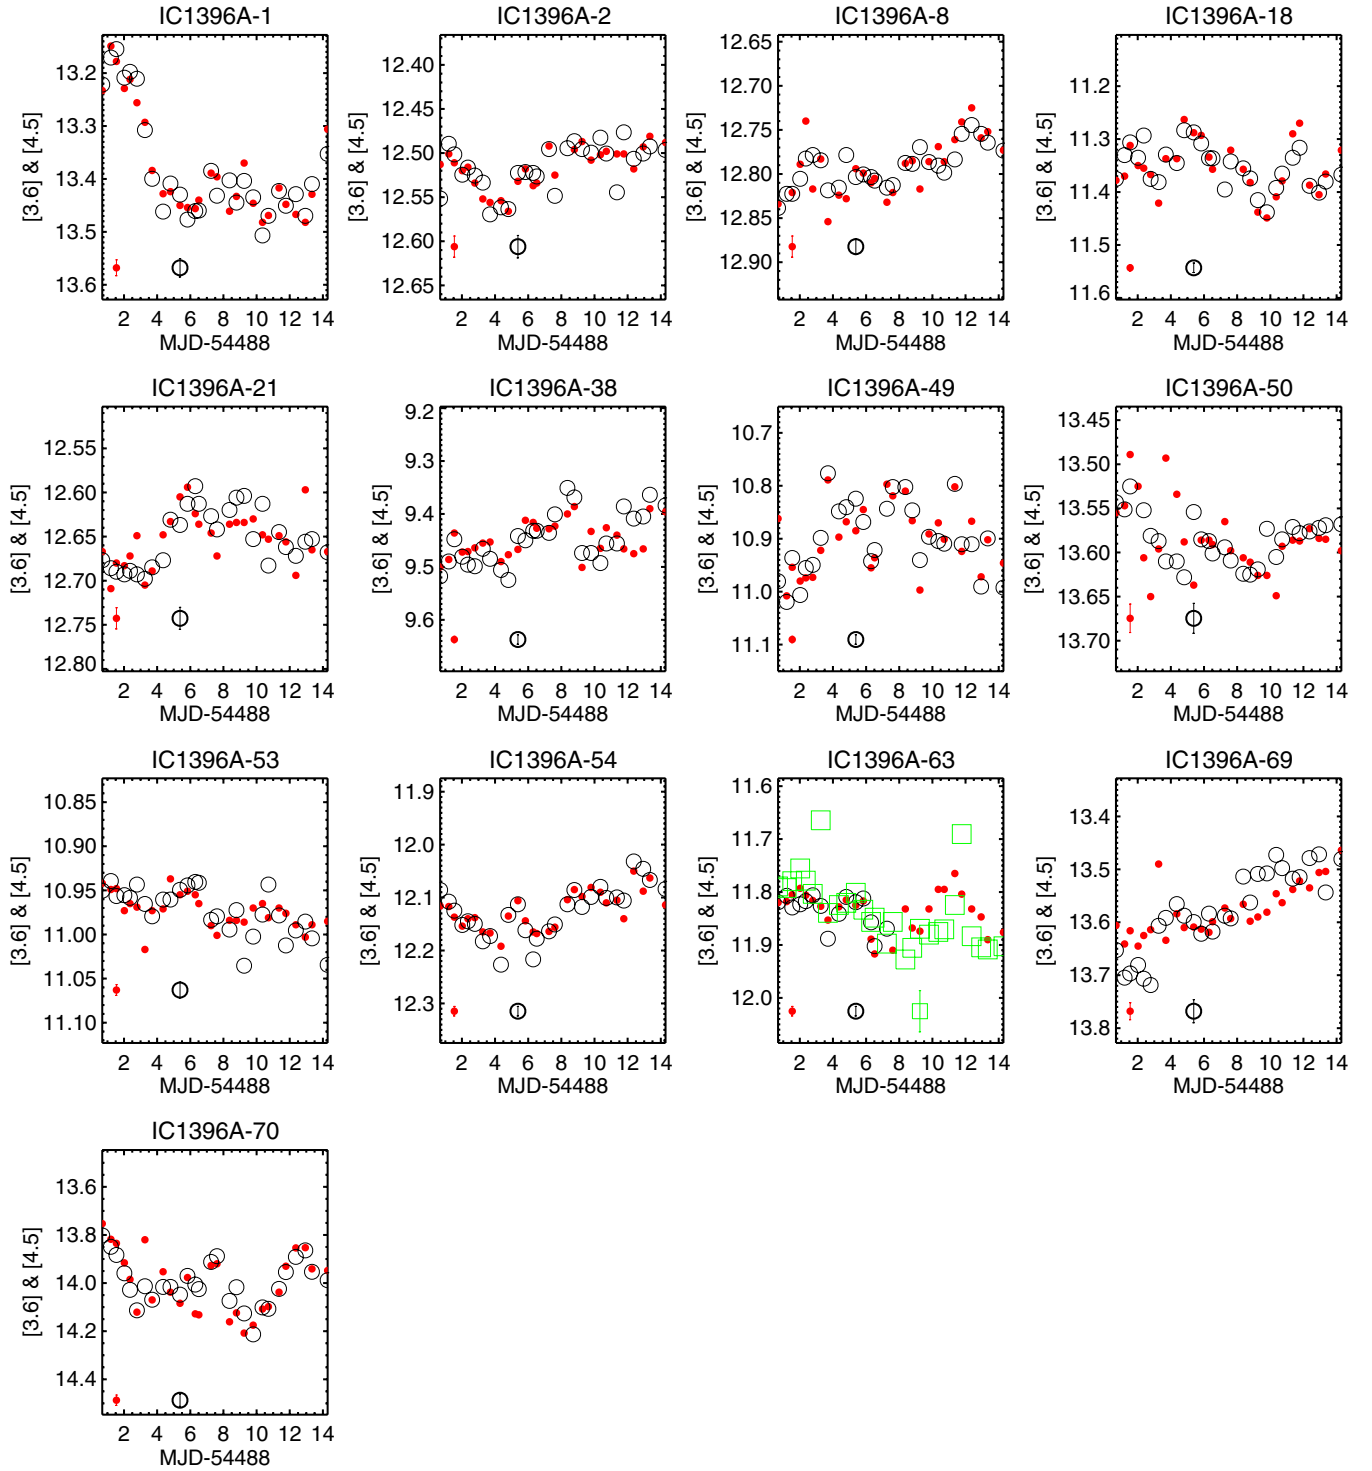 IC1396A-1
IC1396A-2
IC1396A-8
IC1396A-18
[3.6] & [4.5]
13.2
13.3
13.4
13.5
13.6
2 4 6 8 10 12 14
MJD-54488
[3.6] & [4.5]
12.40
12.45
12.50
12.55
12.60
12.65
2 4 6 8 10 12 14
MJD-54488
[3.6] & [4.5]
12.65
12.70
12.75
12.80
12.85
12.90
2 4 6 8 10 12 14
MJD-54488
[3.6] & [4.5]
11.2
11.3
11.4
11.5
11.6
2 4 6 8 10 12 14
MJD-54488
IC1396A-21
IC1396A-38
IC1396A-49
IC1396A-50
[3.6] & [4.5]
12.55
12.60
12.65
12.70
12.75
12.80
2 4 6 8 10 12 14
MJD-54488
[3.6] & [4.5]
9.2
9.3
9.4
9.5
9.6
2 4 6 8 10 12 14
MJD-54488
[3.6] & [4.5]
10.7
10.8
10.9
11.0
11.1
2 4 6 8 10 12 14
MJD-54488
[3.6] & [4.5]
13.45
13.50
13.55
13.60
13.65
13.70
2 4 6 8 10 12 14
MJD-54488
IC1396A-53
IC1396A-54
IC1396A-63
IC1396A-69
[3.6] & [4.5]
10.85
10.90
10.95
11.00
11.05
11.10
2 4 6 8 10 12 14
MJD-54488
[3.6] & [4.5]
11.9
12.0
12.1
12.2
12.3
2 4 6 8 10 12 14
MJD-54488
[3.6] & [4.5]
11.6
11.7
11.8
11.9
12.0
2 4 6 8 10 12 14
MJD-54488
[3.6] & [4.5]
13.4
13.5
13.6
13.7
13.8
2 4 6 8 10 12 14
MJD-54488
IC1396A-70
[3.6] & [4.5]
13.6
13.8
14.0
14.2
14.4
2 4 6 8 10 12 14
MJD-54488